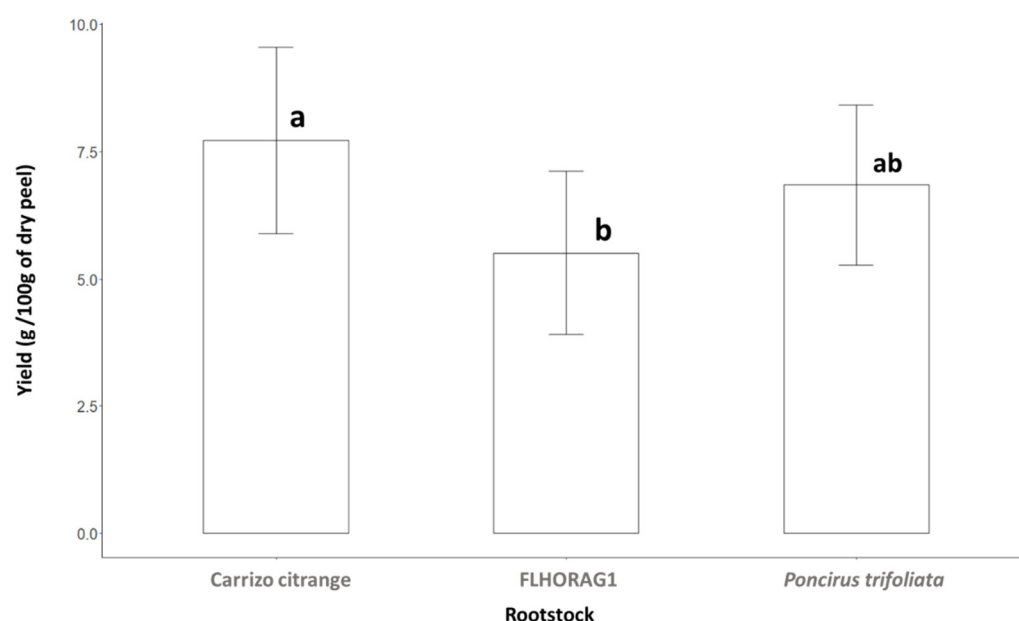 10.0
a
7.5
ab
b
5.0
2.5
0.0
Yield (g /100g of dry peel)
Carrizo citrange FLHORAG1 Poncirus trifoliata
Rootstock